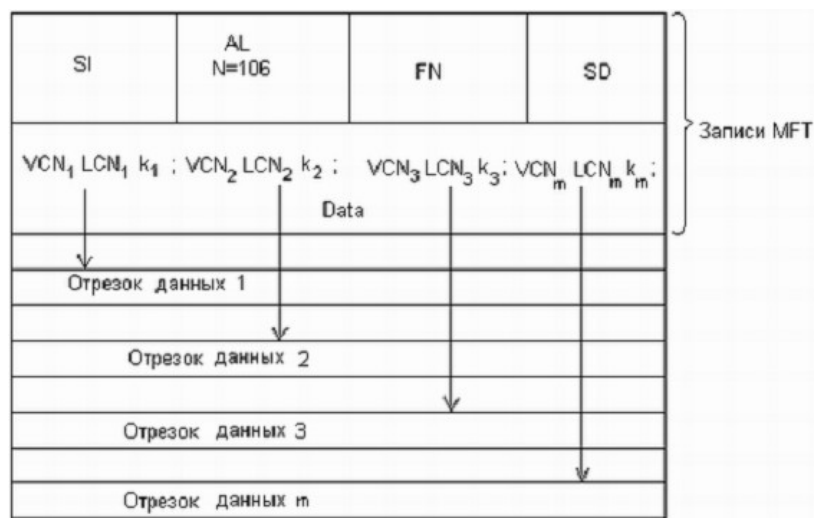 SI
AL
N=106
FN
SD
Записи MFT
VCN₁ LCN₁ k₁ ; VCN₂ LCN₂ k₂ ; VCN₃ LCN₃ k₃ ; VCNₘ LCNₘ kₘ ;
Data
Отрезок данных 1
Отрезок данных 2
Отрезок данных 3
Отрезок данных m